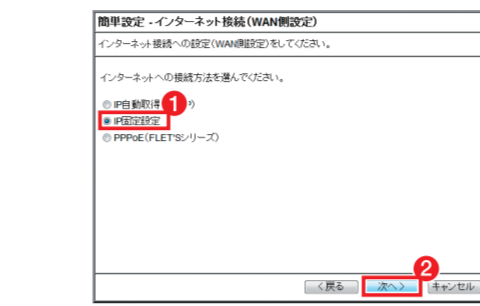 簡単設定 - インターネット接続(WAN側設定)
インターネット接続への設定(WAN側設定)をしてください。
インターネットへの接続方法を選んでください。
IP自動取得 1
IP固定設定
PPPoE(FLET'Sシリーズ)
2
<戻る 次へ> キャンセル